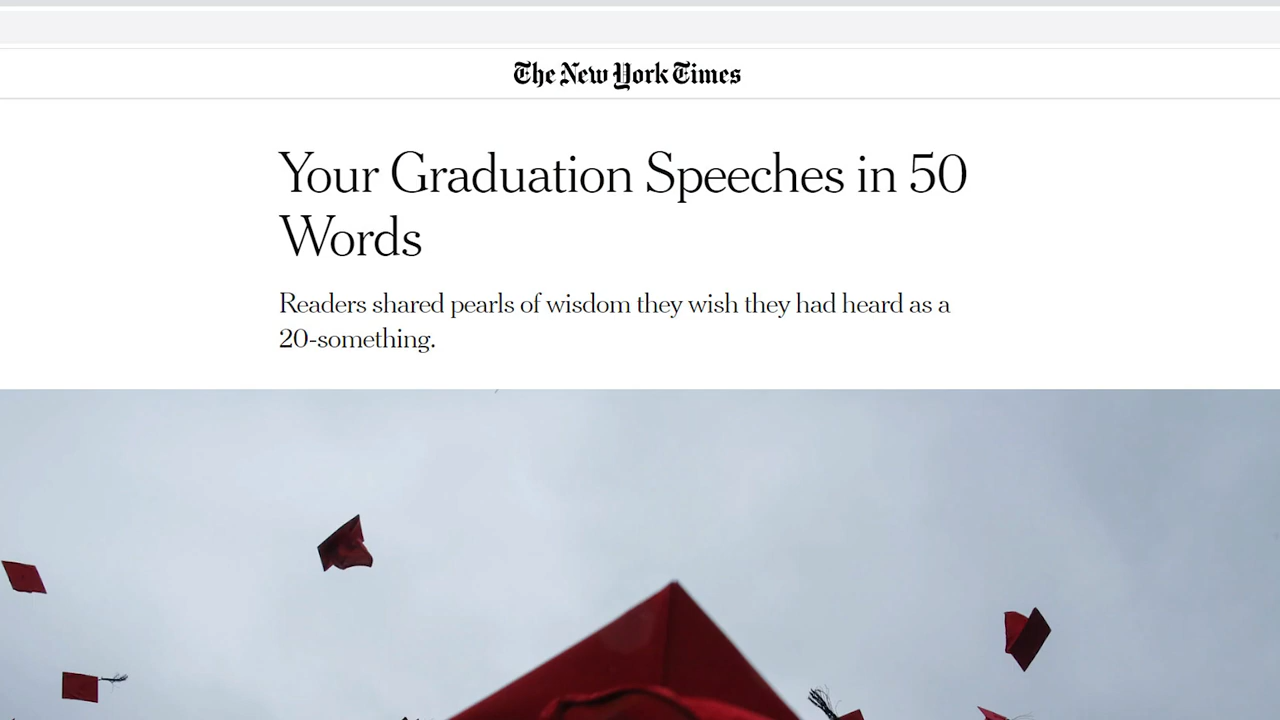 The New York Times
Your Graduation Speeches in 50
Words
Readers shared pearls of wisdom they wish they had heard as a
20-something.